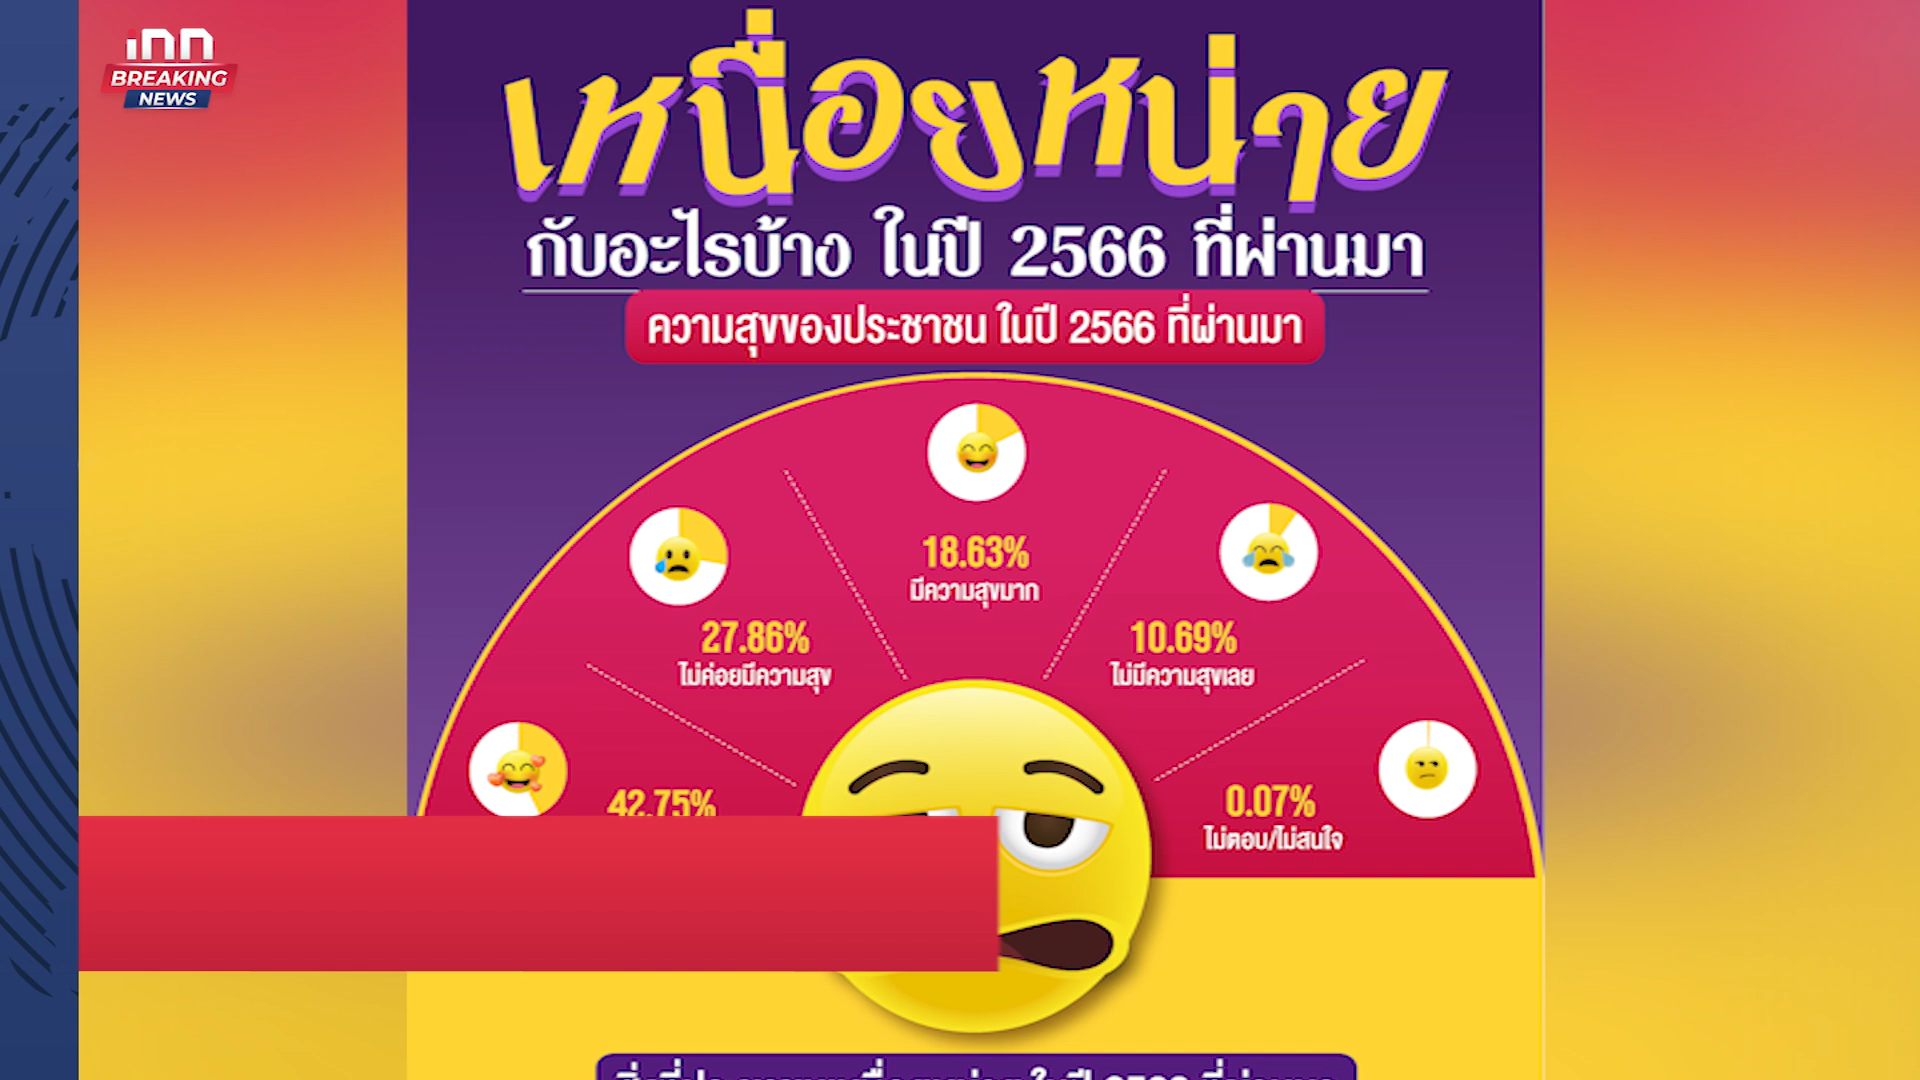 inn
BREAKING
NEWS
เหนื่อยหน่าย
กับอะไรบ้าง ในปี 2566 ที่ผ่านมา
ความสุขของประชาชน ในปี 2566 ที่ผ่านมา
18.63%
มีความสุขมาก
27.86%
ไม่ค่อยมีความสุข
10.69%
ไม่มีความสุขเลย
42.75%
0.07%
ไม่ตอบ/ไม่สนใจ